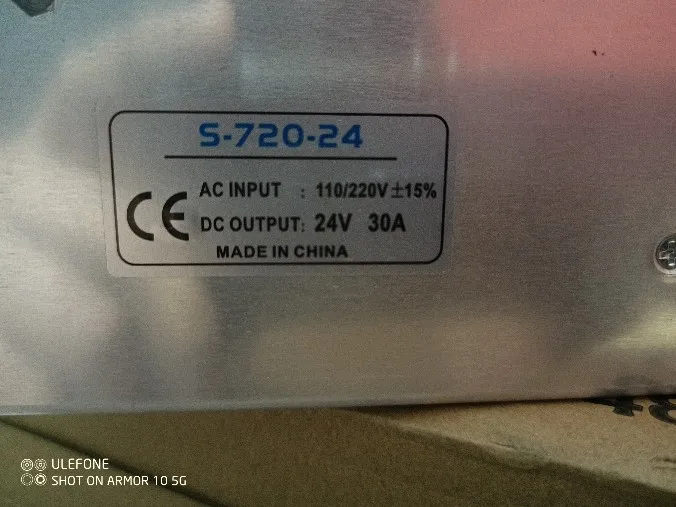 S-720-24
AC INPUT : 110/220V±15%
CE DC OUTPUT: 24V 30A
MADE IN CHINA
ULEFONE
SHOT ON ARMOR 10 5G